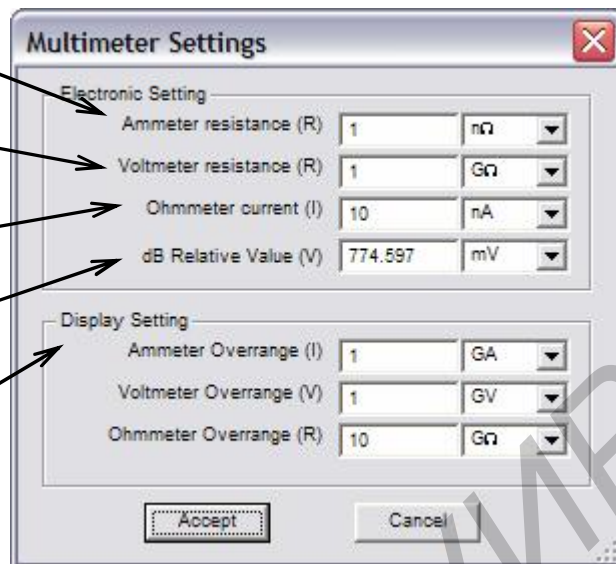 Multimeter Settings
Electronic Setting
Ammeter resistance (R) 1 nΩ
Voltmeter resistance (R) 1 GΩ
Ohmmeter current (I) 10 nA
dB Relative Value (V) 774.597 mV
Display Setting
Ammeter Overrange (I) 1 GA
Voltmeter Overrange (V) 1 GV
Ohmmeter Overrange (R) 10 GΩ
Accept Cancel